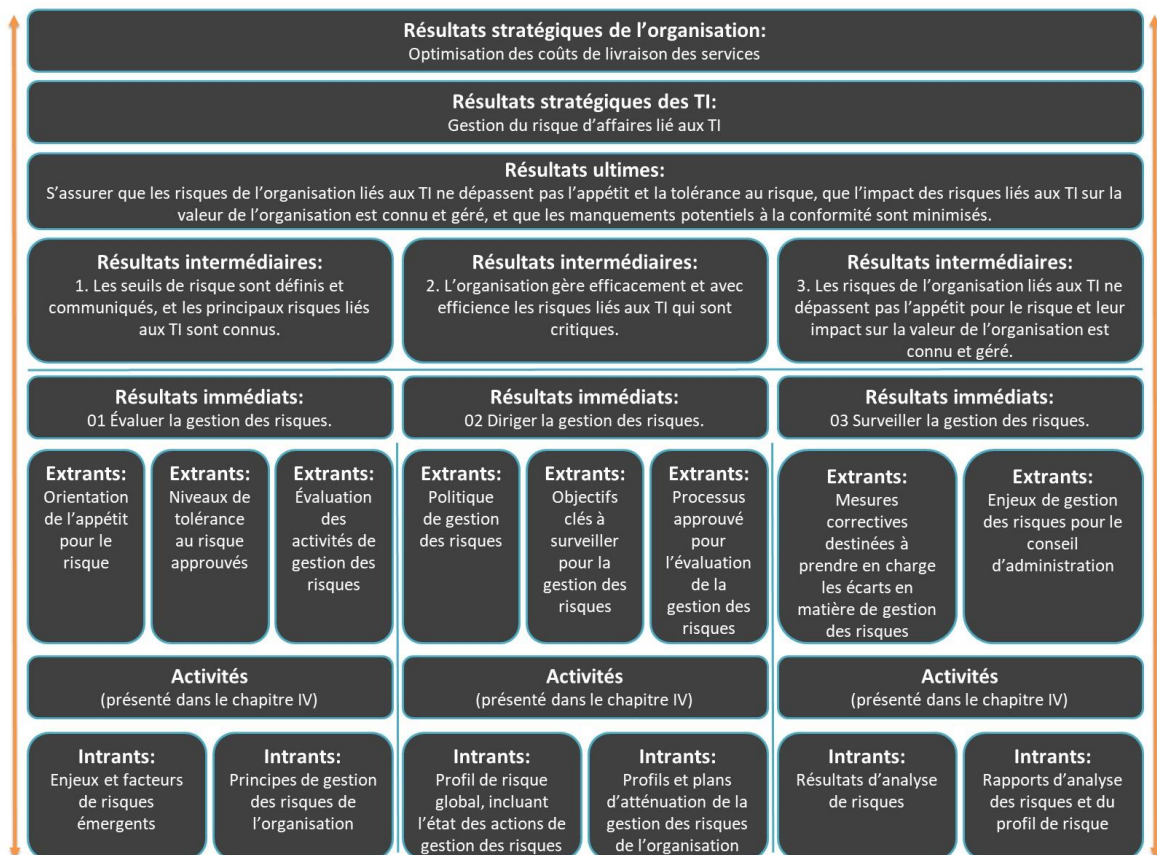 Résultats stratégiques de l’organisation:
Optimisation des coûts de livraison des services
Résultats stratégiques des TI:
Gestion du risque d’affaires lié aux TI
Résultats ultimes:
S’assurer que les risques de l’organisation liés aux TI ne dépassent pas l’appétit et la tolérance au risque, que l’impact des risques liés aux TI sur la
valeur de l’organisation est connu et géré, et que les manquements potentiels à la conformité sont minimisés.
Résultats intermédiaires:
1. Les seuils de risque sont définis et
communiqués, et les principaux risques liés
aux TI sont connus.
Résultats intermédiaires:
2. L’organisation gère efficacement et avec
efficience les risques liés aux TI qui sont
critiques.
Résultats intermédiaires:
3. Les risques de l’organisation liés aux TI ne
dépassent pas l’appétit pour le risque et leur
impact sur la valeur de l’organisation est
connu et géré.
Résultats immédiats:
01 Évaluer la gestion des risques.
Résultats immédiats:
02 Diriger la gestion des risques.
Résultats immédiats:
03 Surveiller la gestion des risques.
Extrants:
Orientation
de l’appétit
pour le
risque
Extrants:
Niveaux de
tolérance
au risque
approuvés
Extrants:
Évaluation
des
activités de
gestion des
risques
Extrants:
Politique
de gestion
des risques
Extrants:
Objectifs
clés à
surveiller
pour la
gestion des
risques
Extrants:
Processus
approuvé
pour
l’évaluation
de la
gestion des
risques
Extrants:
Mesures
correctives
destinées à
prendre en charge
les écarts en
matière de gestion
des risques
Extrants:
Enjeux de gestion
des risques pour le
conseil
d’administration
Activités
(présenté dans le chapitre IV)
Activités
(présenté dans le chapitre IV)
Activités
(présenté dans le chapitre IV)
Intrants:
Enjeux et facteurs
de risques
émergents
Intrants:
Principes de gestion
des risques de
l’organisation
Intrants:
Profil de risque
global, incluant
l’état des actions de
gestion des risques
Intrants:
Profils et plans
d’atténuation de la
gestion des risques
de l’organisation
Intrants:
Résultats d’analyse
de risques
Intrants:
Rapports d’analyse
des risques et du
profil de risque